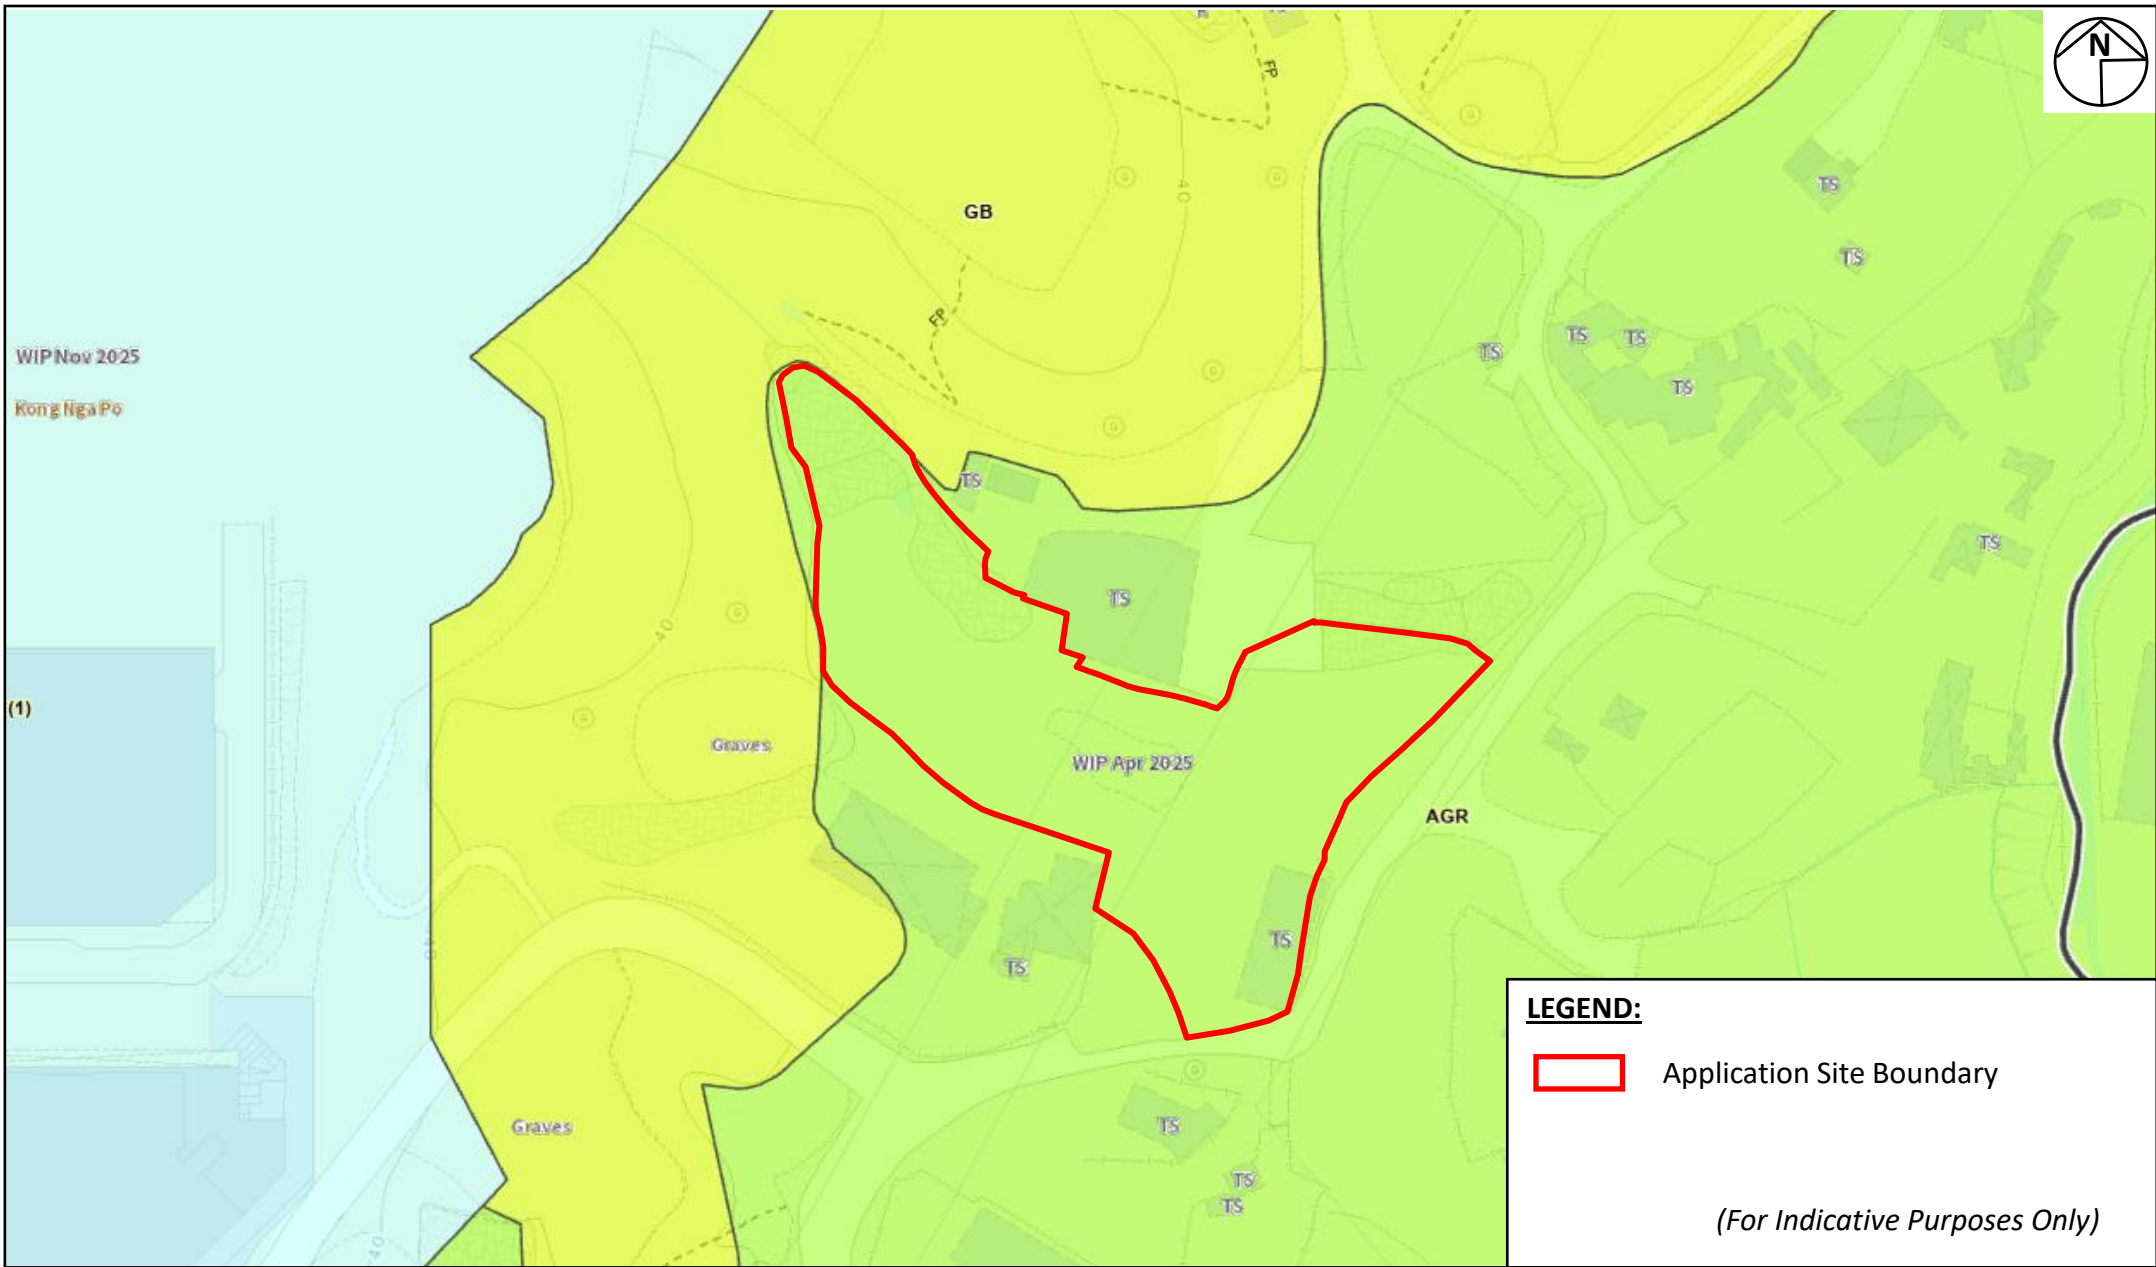 N
FP
GB
40
TS
TS
FP
TS
TS
TS
TS
WIP Nov 2025
Kong Nga Po
TS
TS
TS
40
(1)
Graves
WIP Apr 2025
AGR
TS
40
TS
LEGEND:
Application Site Boundary
Graves
TS
TS
TS
40
(For Indicative Purposes Only)
G
G
G
G
G
G
G
G